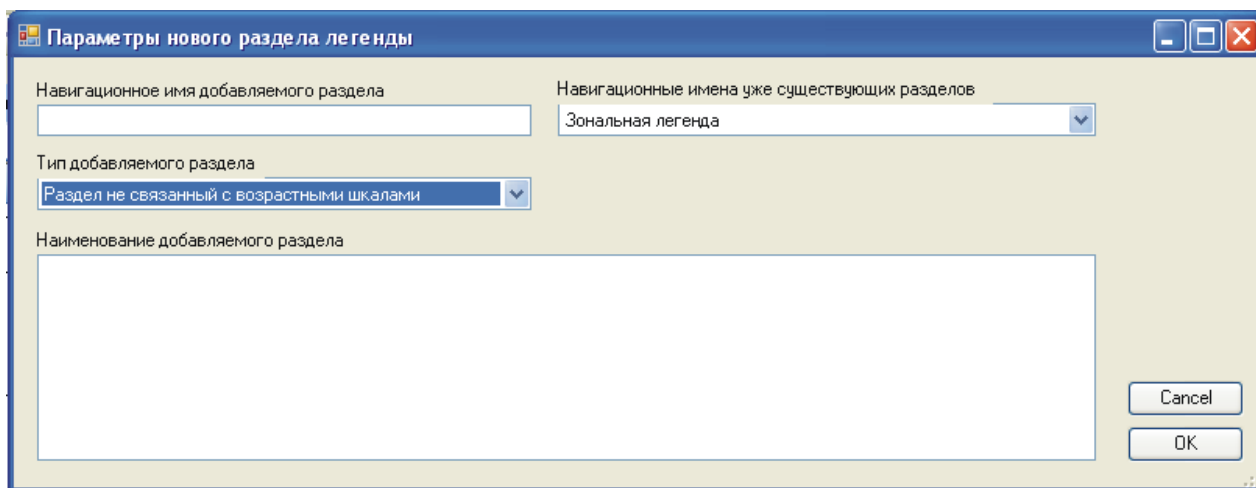 Параметры нового раздела легенды
Навигационное имя добавляемого раздела
Навигационные имена уже существующих разделов
Зональная легенда
Тип добавляемого раздела
Раздел не связанный с возрастными шкалами
Наименование добавляемого раздела
Cancel
OK